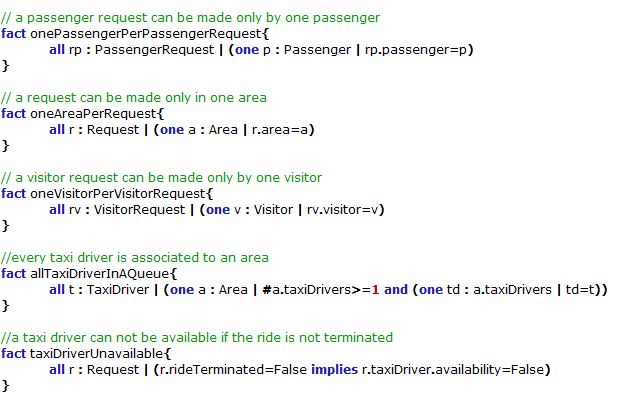 // a passenger request can be made only by one passenger
fact onePassengerPerPassengerRequest{
all rp : PassengerRequest | (one p : Passenger | rp.passenger=p)
}
// a request can be made only in one area
fact oneAreaPerRequest{
all r : Request | (one a : Area | r.area=a)
}
// a visitor request can be made only by one visitor
fact oneVisitorPerVisitorRequest{
all rv : VisitorRequest | (one v : Visitor | rv.visitor=v)
}
//every taxi driver is associated to an area
fact allTaxiDriverInAQueue{
all t : TaxiDriver | (one a : Area | #a.taxiDrivers>=1 and (one td : a.taxiDrivers | td=t))
}
//a taxi driver can not be available if the ride is not terminated
fact taxiDriverUnavailable{
all r : Request | (r.rideTerminated=False implies r.taxiDriver.availability=False)
}